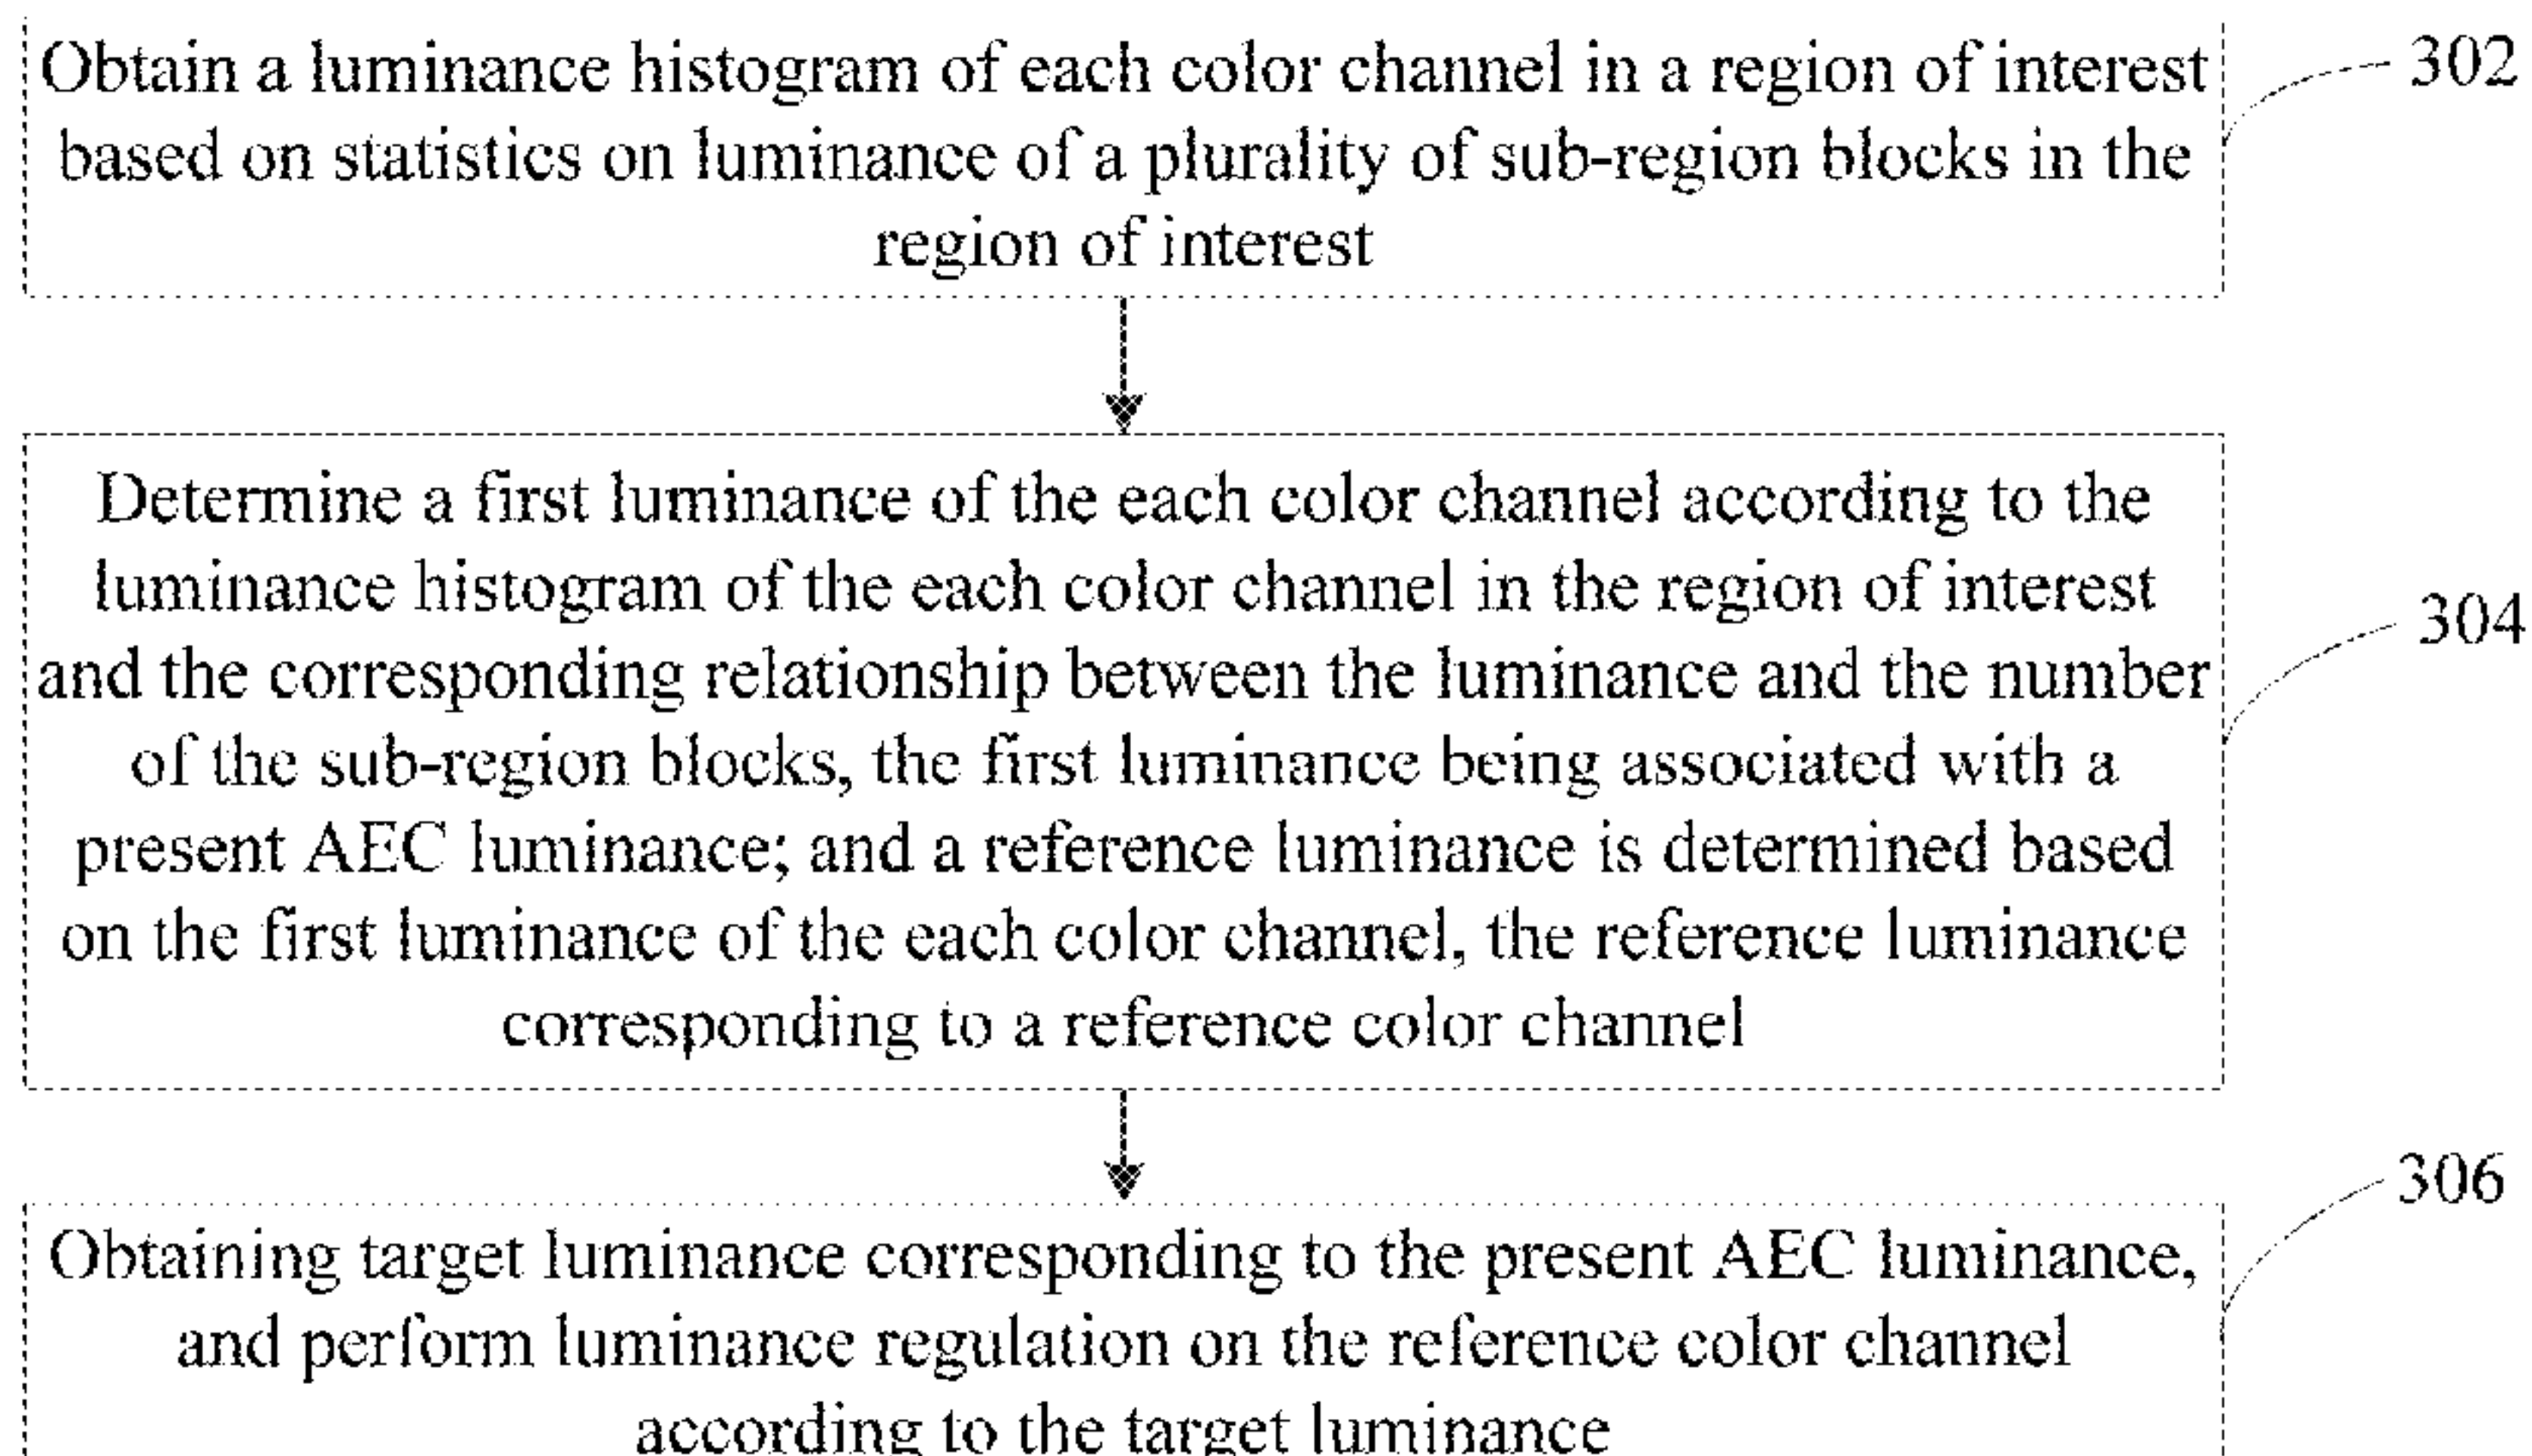 Obtain a luminance histogram of each color channel in a region of interest
based on statistics on luminance of a plurality of sub-region blocks in the
region of interest
302
Determine a first luminance of the each color channel according to the
luminance histogram of the each color channel in the region of interest
and the corresponding relationship between the luminance and the number
of the sub-region blocks, the first luminance being associated with a
present AEC luminance; and a reference luminance is determined based
on the first luminance of the each color channel, the reference luminance
corresponding to a reference color channel
304
Obtaining target luminance corresponding to the present AEC luminance,
and perform luminance regulation on the reference color channel
according to the target luminance
306